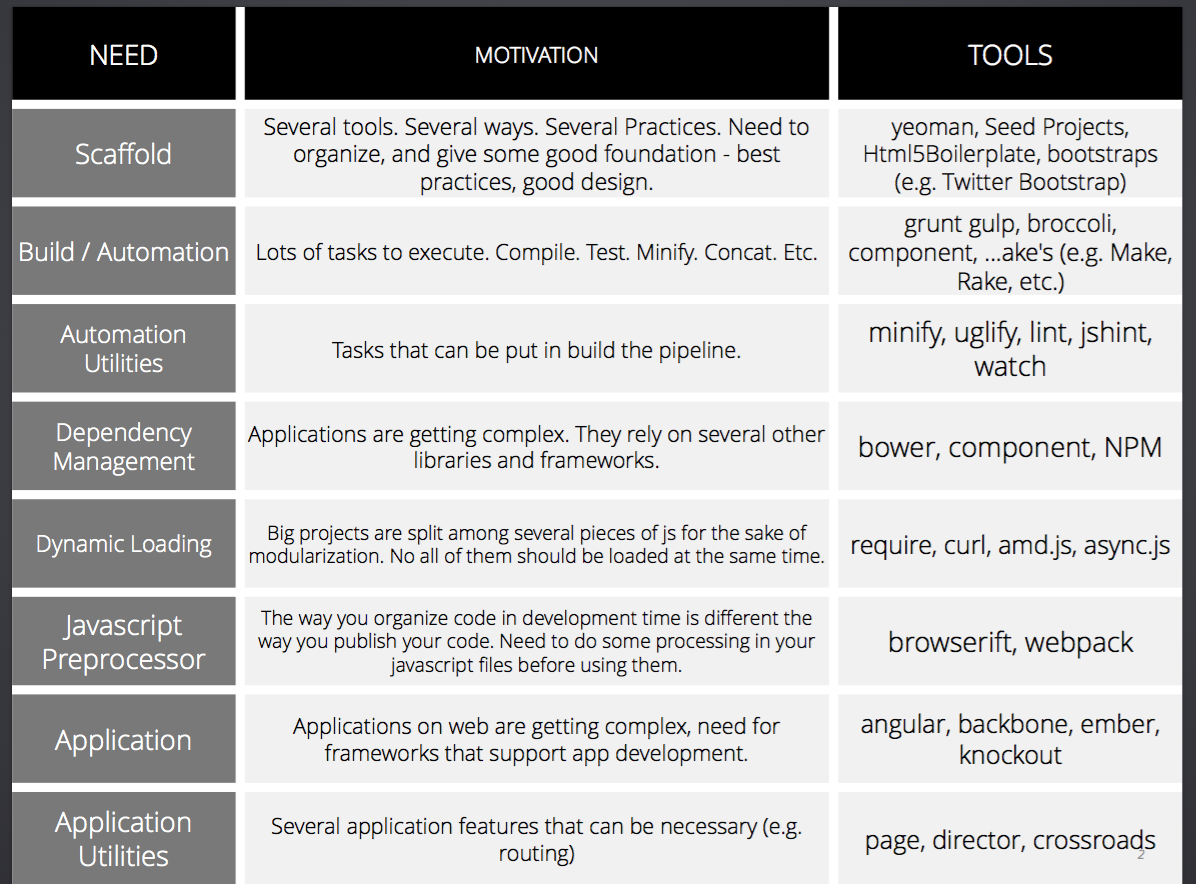 NEED
MOTIVATION
TOOLS
Scaffold
Several tools. Several ways. Several Practices. Need to
organize, and give some good foundation - best
practices, good design.
yeoman, Seed Projects,
Html5Boilerplate, bootstraps
(e.g. Twitter Bootstrap)
Build / Automation
Lots of tasks to execute. Compile. Test. Minify. Concat. Etc.
grunt gulp, broccoli,
component, ...ake's (e.g. Make,
Rake, etc.)
Automation
Utilities
Tasks that can be put in build the pipeline.
minify, uglify, lint, jshint,
watch
Dependency
Management
Applications are getting complex. They rely on several other
libraries and frameworks.
bower, component, NPM
Dynamic Loading
Big projects are split among several pieces of js for the sake of
modularization. No all of them should be loaded at the same time.
require, curl, amd.js, async.js
Javascript
Preprocessor
The way you organize code in development time is different the
way you publish your code. Need to do some processing in your
javascript files before using them.
browserift, webpack
Application
Applications on web are getting complex, need for
frameworks that support app development.
angular, backbone, ember,
knockout
Application
Utilities
Several application features that can be necessary (e.g.
routing)
page, director, crossroads
2